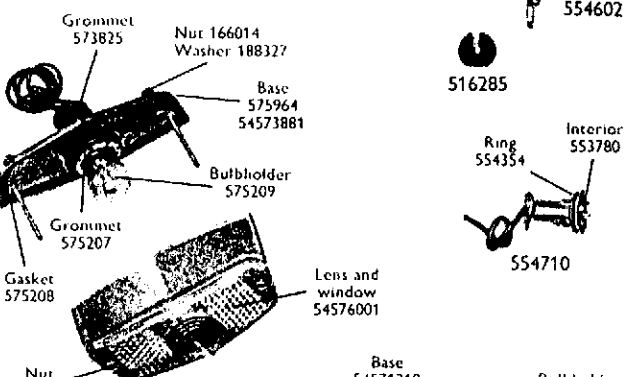 Grommet
573825
Nut 166014
Washer 188327
Base
575964
54573881
Bulbholder
575209
Grommet
575207
Gasket
575208
Lens and
window
54576001
Nut
554602
516285
Ring
554354
Interior
553780
554710
Base